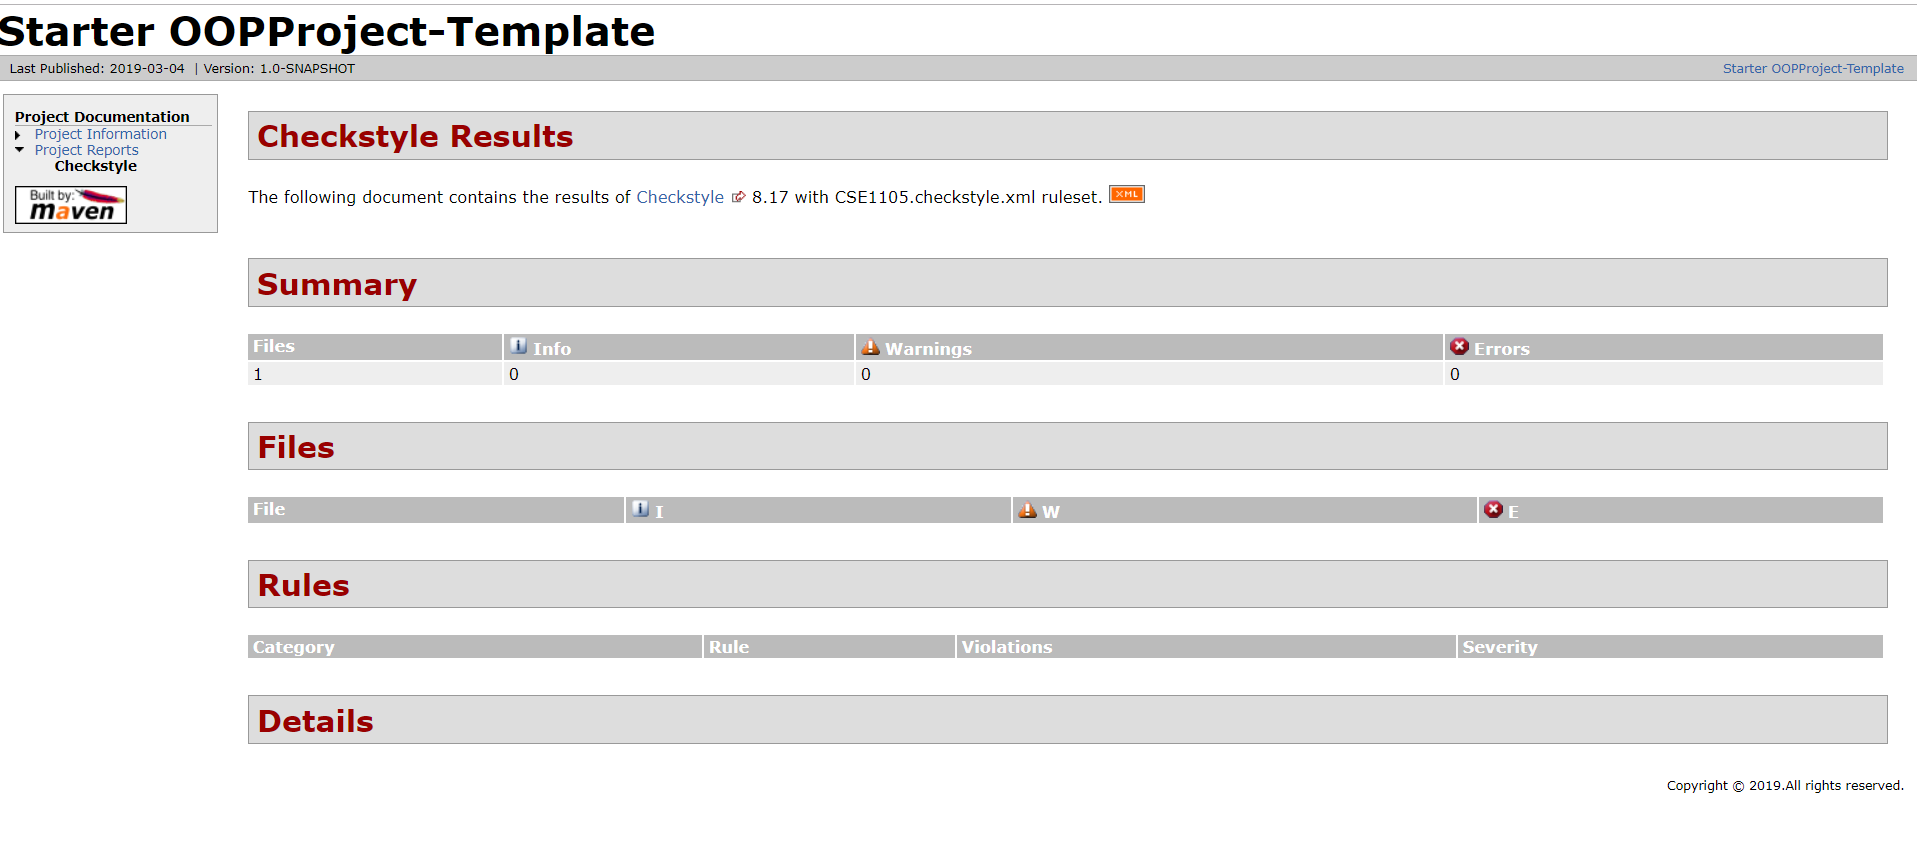 Starter OOPProject-Template
Last Published: 2019-03-04 | Version: 1.0-SNAPSHOT
Starter OOPProject-Template
Project Documentation
Project Information
Project Reports
Checkstyle
Built by:
maven
Checkstyle Results
The following document contains the results of Checkstyle 8.17 with CSE1105.checkstyle.xml ruleset. XML
Summary
Files Info Warnings Errors
1 0 0 0
Files
File I W E
Rules
Category Rule Violations Severity
Details
Copyright © 2019.All rights reserved.